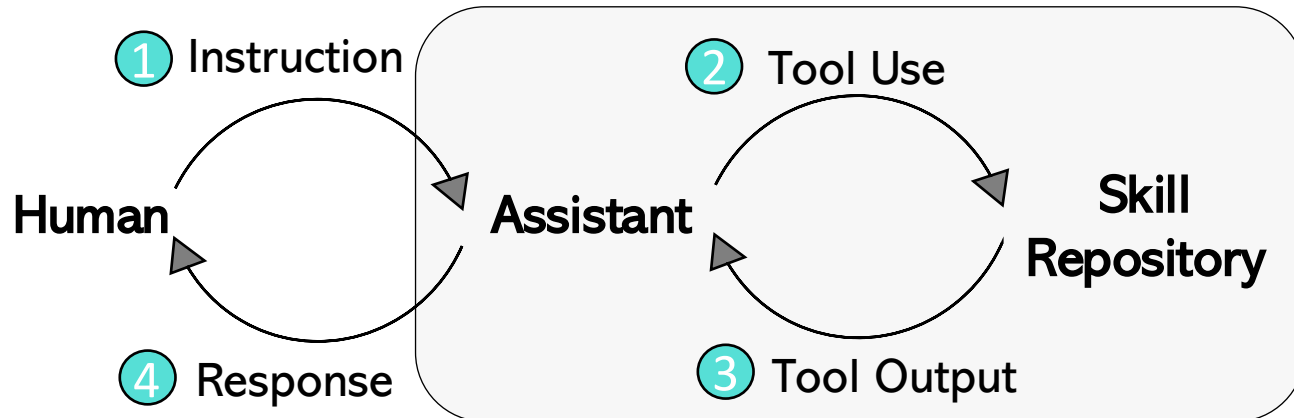 1 Instruction
2 Tool Use
Human
Assistant
Skill
Repository
4 Response
3 Tool Output